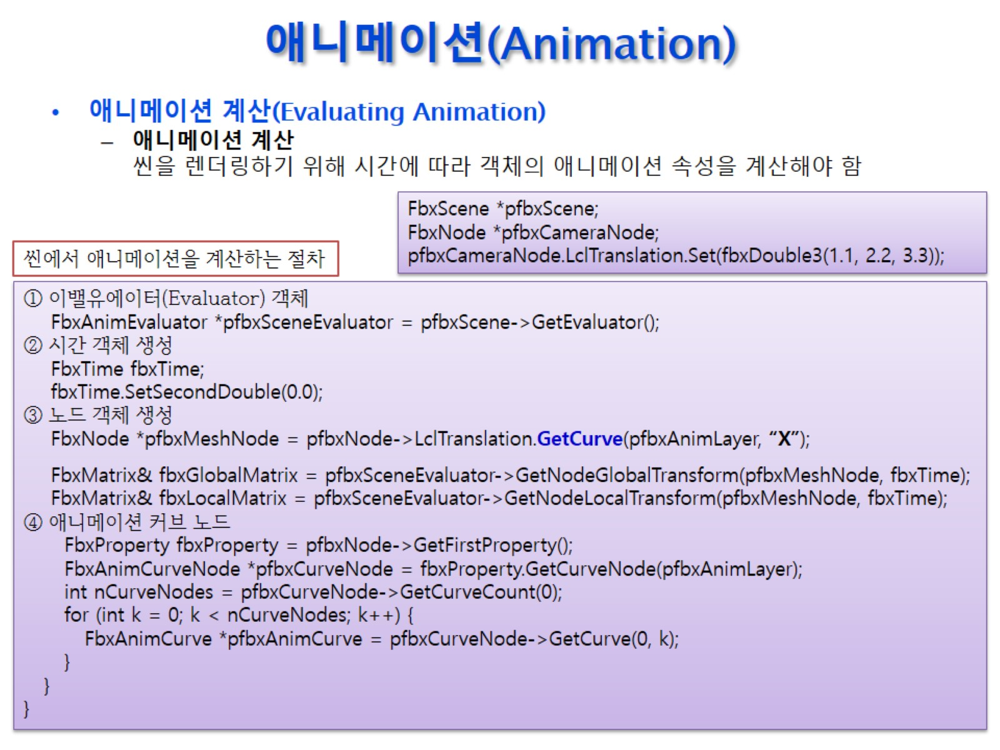 애니메이션(Animation)
• 애니메이션 계산(Evaluating Animation)
– 애니메이션 계산
씬을 렌더링하기 위해 시간에 따라 객체의 애니메이션 속성을 계산해야 함
FbxScene *pfbxScene;
FbxNode *pfbxCameraNode;
pfbxCameraNode.LclTranslation.Set(fbxDouble3(1.1, 2.2, 3.3));
씬에서 애니메이션을 계산하는 절차
① 이밸유에이터(Evaluator) 객체
FbxAnimEvaluator *pfbxSceneEvaluator = pfbxScene->GetEvaluator();
② 시간 객체 생성
FbxTime fbxTime;
fbxTime.SetSecondDouble(0.0);
③ 노드 객체 생성
FbxNode *pfbxMeshNode = pfbxNode->LclTranslation.GetCurve(pfbxAnimLayer, “X”);
FbxMatrix& fbxGlobalMatrix = pfbxSceneEvaluator->GetNodeGlobalTransform(pfbxMeshNode, fbxTime);
FbxMatrix& fbxLocalMatrix = pfbxSceneEvaluator->GetNodeLocalTransform(pfbxMeshNode, fbxTime);
④ 애니메이션 커브 노드
FbxProperty fbxProperty = pfbxNode->GetFirstProperty();
FbxAnimCurveNode *pfbxCurveNode = fbxProperty.GetCurveNode(pfbxAnimLayer);
int nCurveNodes = pfbxCurveNode->GetCurveCount(0);
for (int k = 0; k < nCurveNodes; k++) {
FbxAnimCurve *pfbxAnimCurve = pfbxCurveNode->GetCurve(0, k);
}
}
}